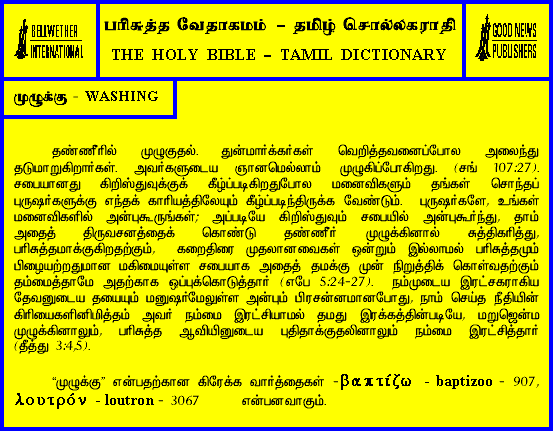 BELLWETHER
INTERNATIONAL
பரிசுத்த வேதாகமம் – தமிழ் சொல்லகராதி
THE HOLY BIBLE – TAMIL DICTIONARY
GOOD NEWS
PUBLISHERS
முழுக்கு - WASHING
தண்ணீரில் முழுகுதல். துன்மார்க்கர்கள் வெறித்தவனைப்போல அலைந்து
தடுமாறுகிறார்கள். அவர்களுடைய ஞானமெல்லாம் முழுகிப்போகிறது. (சங் 107:27).
சபையானது கிறிஸ்துவுக்குக் கீழ்ப்படிகிறதுபோல மனைவிகளும் தங்கள் சொந்தப்
புருஷர்களுக்கு எந்தக் காரியத்திலேயும் கீழ்ப்படிந்திருக்க வேண்டும். புருஷர்களே, உங்கள்
மனைவிகளில் அன்புகூருங்கள்; அப்படியே கிறிஸ்துவும் சபையில் அன்புகூர்ந்து, தாம்
அதைத் திருவசனத்தைக் கொண்டு தண்ணீர் முழுக்கினால் சுத்திகரித்து,
பரிசுத்தமாக்குகிறதற்கும், கறைதிரை முதலானவைகள் ஒன்றும் இல்லாமல் பரிசுத்தமும்
பிழையற்றதுமான மகிமையுள்ள சபையாக அதைத் தமக்கு முன் நிறுத்திக் கொள்வதற்கும்
தம்மைத்தாமே அதற்காக ஒப்புக்கொடுத்தார் (எபே 5:24-27). நம்முடைய இரட்சகராகிய
தேவனுடைய தயையும் மனுஷர்மேலுள்ள அன்பும் பிரசன்னமானபோது, நாம் செய்த நீதியின்
கிரியைகளினிமித்தம் அவர் நம்மை இரட்சியாமல் தமது இரக்கத்தின்படியே, மறுஜென்ம
முழுக்கினாலும், பரிசுத்த ஆவியினுடைய புதிதாக்குதலினாலும் நம்மை இரட்சித்தார்
(தீத்து 3:4,5).
“முழுக்கு” என்பதற்கான கிரேக்க வார்த்தைகள் -βαπτίζω - baptizoo - 907,
λουτρόν - loutron - 3067 என்பனவாகும்.